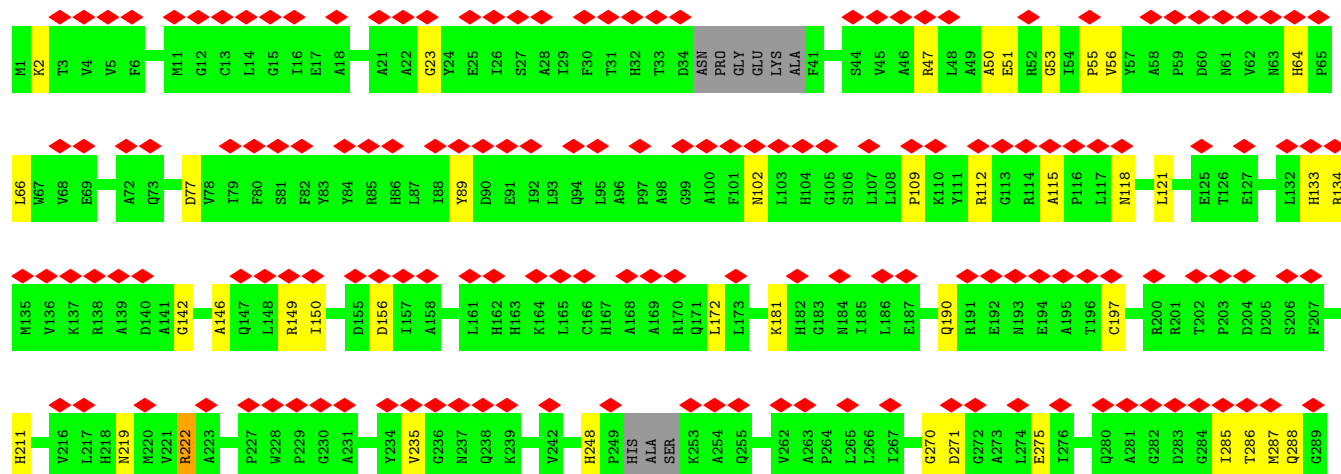 M1 K2 T3 V4 V5 F6 M11 G12 C13 L14 G15 I16 E17 A18 A21 A22 G23 Y24 E25 I26 S27 A28 I29 F30 T31 H32 T33 D34 ASN PRO GLY GLU LYS ALA F41 S44 V45 A46 R47 L48 A49 A50 E51 R52 G53 I54 P55 V56 Y57 A58 P59 D60 N61 V62 N63 H64 P65
L66 W67 V68 E69 A72 Q73 D77 V78 I79 F80 S81 F82 Y83 Y84 R85 H86 L87 I88 Y89 D90 E91 I92 L93 Q94 L95 A96 P97 A98 G99 A100 F101 N102 L103 H104 G105 S106 L107 L108 P109 K110 Y111 R112 G113 R114 A115 P116 L117 N118 L121 E125 T126 E127 L132 H133 R134
M135 V136 K137 R138 A139 D140 A141 G142 A146 Q147 L148 R149 I150 D155 D156 I157 A158 L161 H162 H163 K164 L165 C166 H167 A168 A169 R170 Q171 L172 L173 K181 H182 G183 N184 I185 L186 E187 Q190 R191 E192 N193 E194 A195 T196 C197 R200 R201 T202 P203 D204 D205 S206 F207
H211 V216 L217 H218 N219 M220 V221 R222 A223 P227 W228 P229 G230 A231 Y234 V235 G236 N237 Q238 K239 V242 H248 P249 HIS ALA SER K253 A254 Q255 V262 A263 P264 L265 L266 I267 G270 D271 G272 A273 L274 E275 I276 Q280 A281 G282 D283 G284 I285 T286 M287 Q288 G289